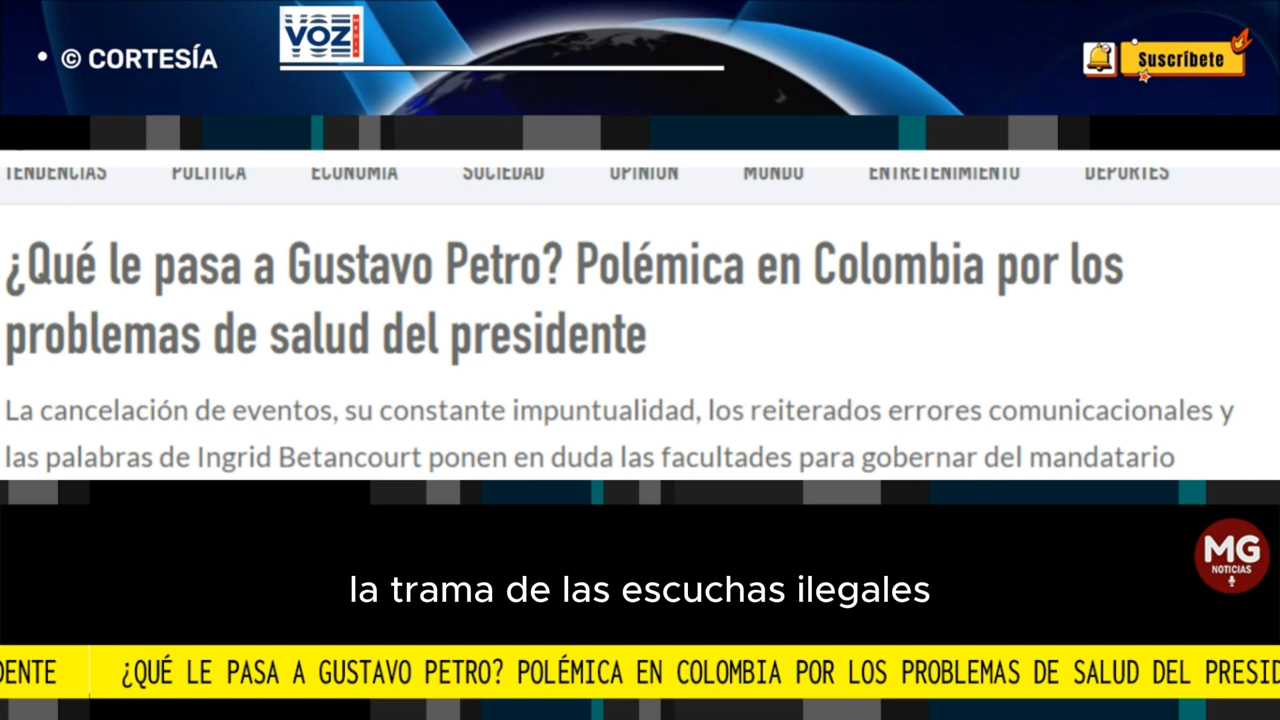 • © CORTESÍA
VOZ
MEDIA
Suscríbete
TENDENCIAS POLÍTICA ECONOMÍA SOCIEDAD OPINIÓN MUNDO ENTRETENIMIENTO DEPORTES
¿Qué le pasa a Gustavo Petro? Polémica en Colombia por los
problemas de salud del presidente
La cancelación de eventos, su constante impuntualidad, los reiterados errores comunicacionales y
las palabras de Ingrid Betancourt ponen en duda las facultades para gobernar del mandatario
MG
NOTICIAS
la trama de las escuchas ilegales
DENTE ¿QUÉ LE PASA A GUSTAVO PETRO? POLÉMICA EN COLOMBIA POR LOS PROBLEMAS DE SALUD DEL PRESID